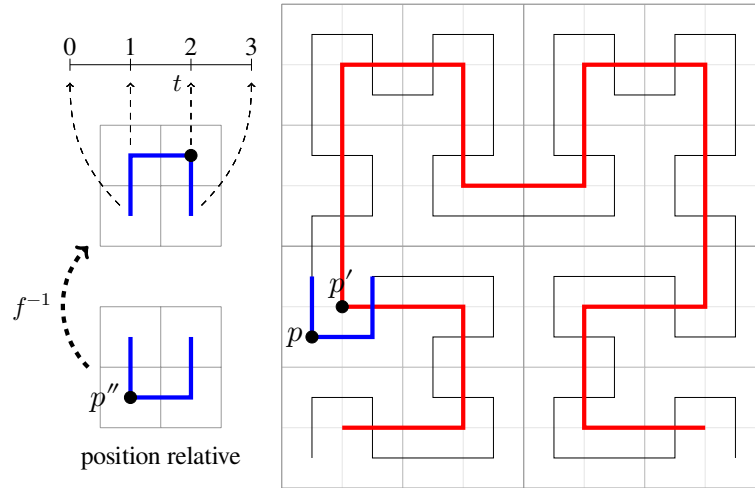 0 1 2 3
t
f⁻¹
p′
p
p″
position relative